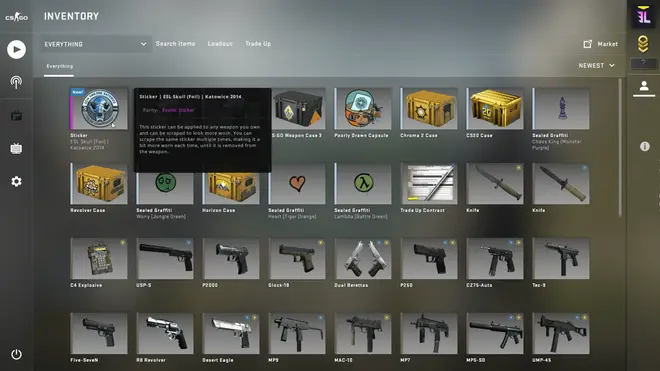 CS:GO
INVENTORY
EVERYTHING
Search Items
Loadout
Trade Up
Market
Everything
NEWEST
New!
Sticker | ESL Skull (Foil) | Katowice 2014
Rarity: Exotic Sticker
This sticker can be applied to any weapon you own
and can be scraped to look more worn. You can
scrape the same sticker multiple times, making it a
bit more worn each time, until it is removed from
the weapon.
Sticker
ESL Skull (Foil) |
Katowice 2014
Weapon Case 3
Poorly Drawn Capsule
Chroma 2 Case
CS20 Case
Sealed Graffiti
Chess King (Monster
Purple)
Revolver Case
Sealed Graffiti
Worry (Jungle Green)
Horizon Case
Sealed Graffiti
Heart (Tiger Orange)
Sealed Graffiti
Lambda (Battle Green)
Trade Up Contract
Knife
Knife
C4 Explosive
USP-S
P2000
Glock-18
Dual Berettas
P250
CZ75-Auto
Tec-9
Five-SeveN
R8 Revolver
Desert Eagle
MP9
MAC-10
MP7
MP5-SD
UMP-45